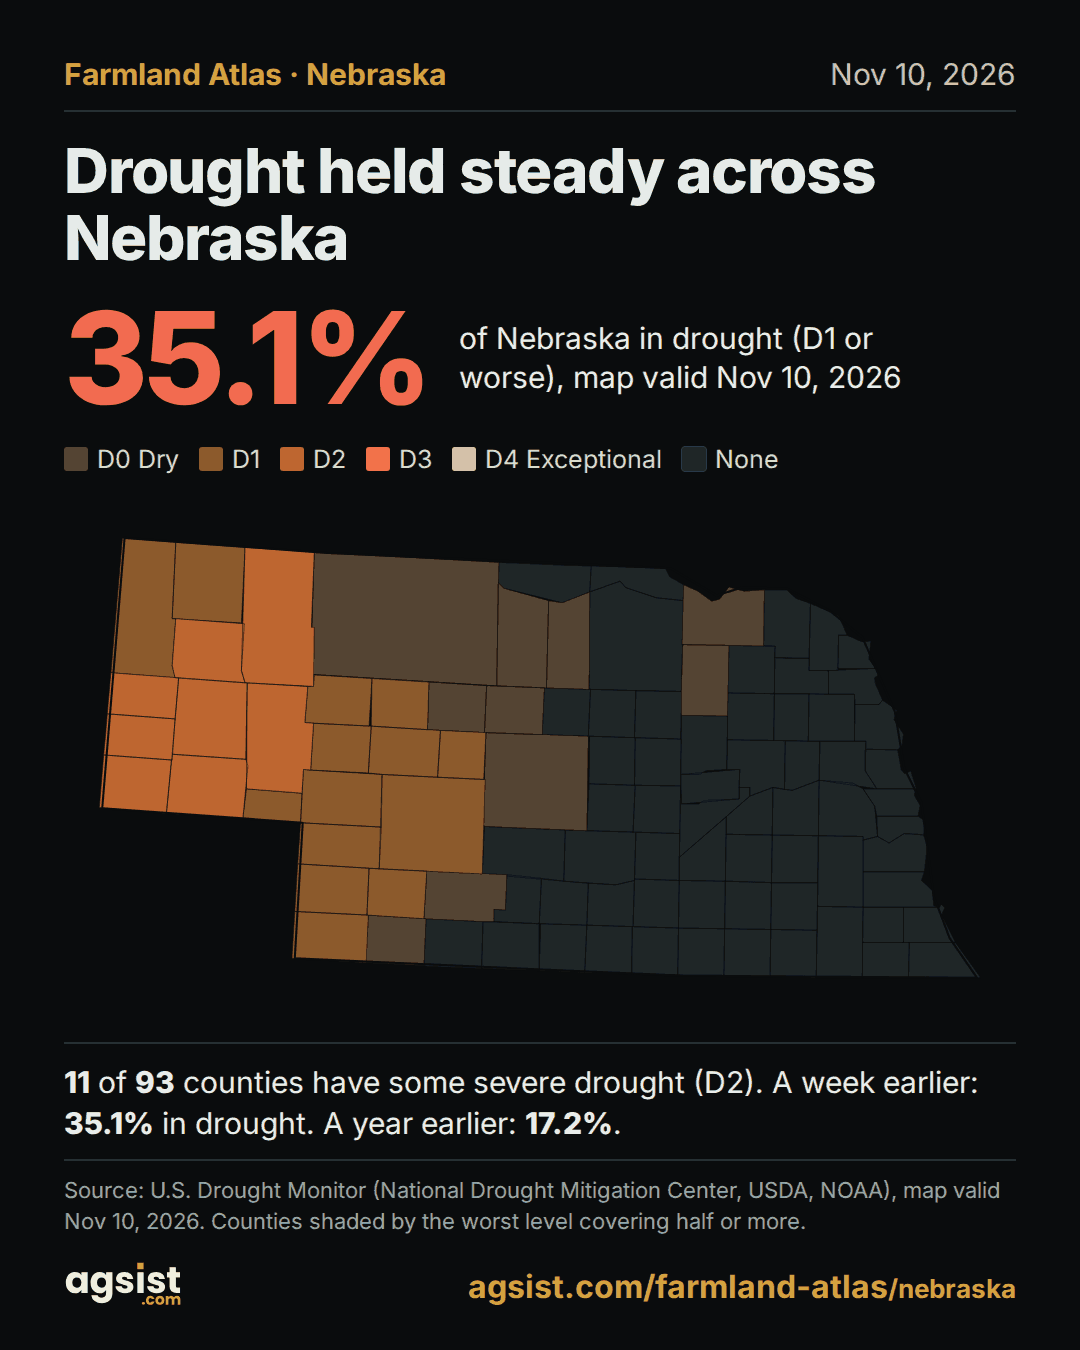 Farmland Atlas · Nebraska
Nov 10, 2026
Drought held steady across
Nebraska
35.1%
of Nebraska in drought (D1 or
worse), map valid Nov 10, 2026
D0 Dry D1 D2 D3 D4 Exceptional None
11 of 93 counties have some severe drought (D2). A week earlier:
35.1% in drought. A year earlier: 17.2%.
Source: U.S. Drought Monitor (National Drought Mitigation Center, USDA, NOAA), map valid
Nov 10, 2026. Counties shaded by the worst level covering half or more.
agsist
.com
agsist.com/farmland-atlas/nebraska